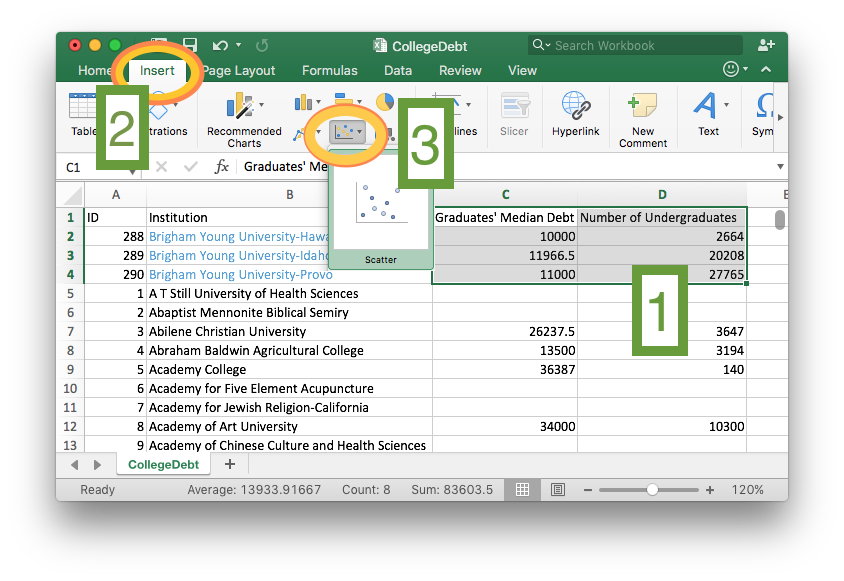 CollegeDebt
Search Workbook
Home Insert Page Layout Formulas Data Review View
Recommended Charts
Slicer
Hyperlink
New Comment
Text
2
3
C1 fx Graduates' Me
A B C D
1 ID Institution Graduates' Median Debt Number of Undergraduates
2 288 Brigham Young University-Hawa 10000 2664
3 289 Brigham Young University-Idaho 11966.5 20208
4 290 Brigham Young University-Provo 11000 27765
Scatter
1
5 1 A T Still University of Health Sciences
6 2 Abaptist Mennonite Biblical Semiry
7 3 Abilene Christian University 26237.5 3647
8 4 Abraham Baldwin Agricultural College 13500 3194
9 5 Academy College 36387 140
10 6 Academy for Five Element Acupuncture
11 7 Academy for Jewish Religion-California
12 8 Academy of Art University 34000 10300
13 9 Academy of Chinese Culture and Health Sciences
CollegeDebt +
Ready Average: 13933.91667 Count: 8 Sum: 83603.5 − + 120%